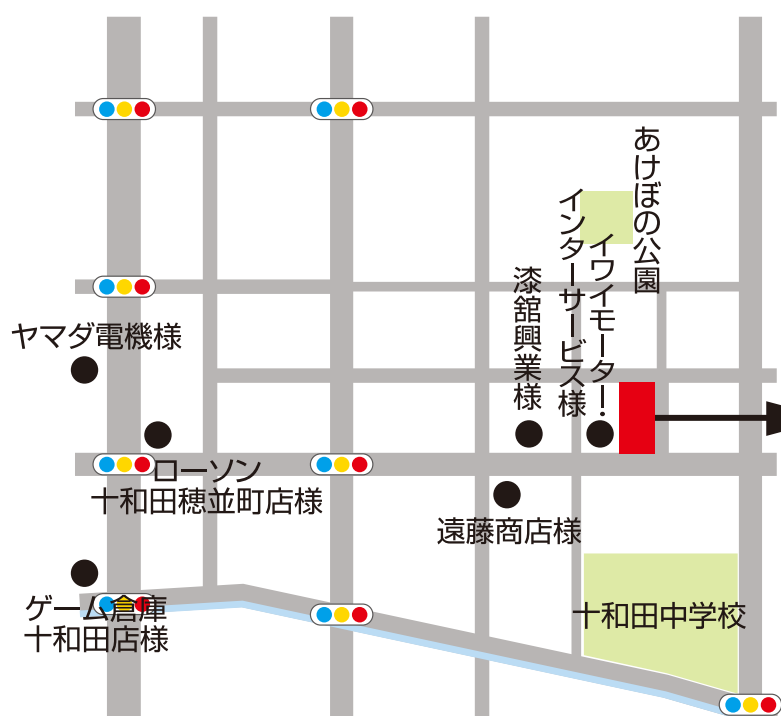 あけぼの公園
イワイモーター!
インターサービス様
漆舘興業様
ヤマダ電機様
ローソン
十和田穂並町店様
遠藤商店様
ゲーム倉庫
十和田店様
十和田中学校